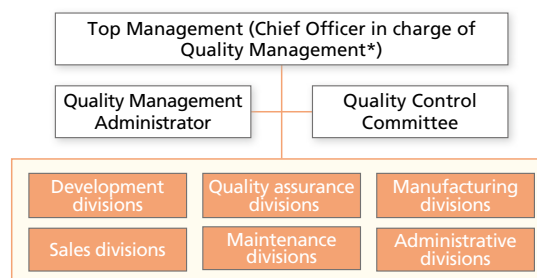 Top Management (Chief Officer in charge of
Quality Management*)
Quality Management
Administrator
Quality Control
Committee
Development
divisions
Quality assurance
divisions
Manufacturing
divisions
Sales divisions
Maintenance
divisions
Administrative
divisions